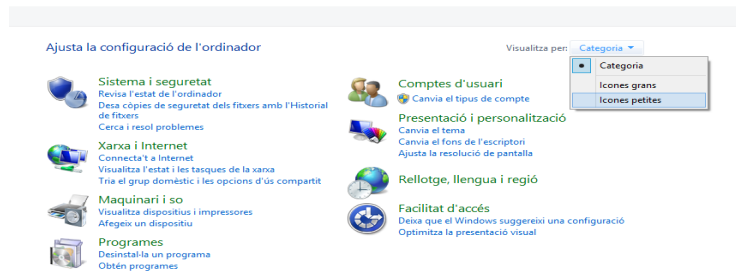 Ajusta la configuració de l'ordinador
Visualitza per: Categoria
Categoria
Icones grans
Icones petites
Sistema i seguretat
Revisa l'estat de l'ordinador
Desa còpies de seguretat dels fitxers amb l'Historial
de fitxers
Cerca i resol problemes
Xarxa i Internet
Connecta't a Internet
Visualitza l'estat i les tasques de la xarxa
Tria el grup domèstic i les opcions d'ús compartit
Maquinari i so
Visualitza dispositius i impressores
Afegeix un dispositiu
Programes
Desinstal·la un programa
Obtén programes
Comptes d'usuari
Canvia el tipus de compte
Presentació i personalització
Canvia el tema
Canvia el fons de l'escriptori
Ajusta la resolució de pantalla
Rellotge, llengua i regió
Facilitat d'accés
Deixa que el Windows suggereixi una configuració
Optimitza la presentació visual